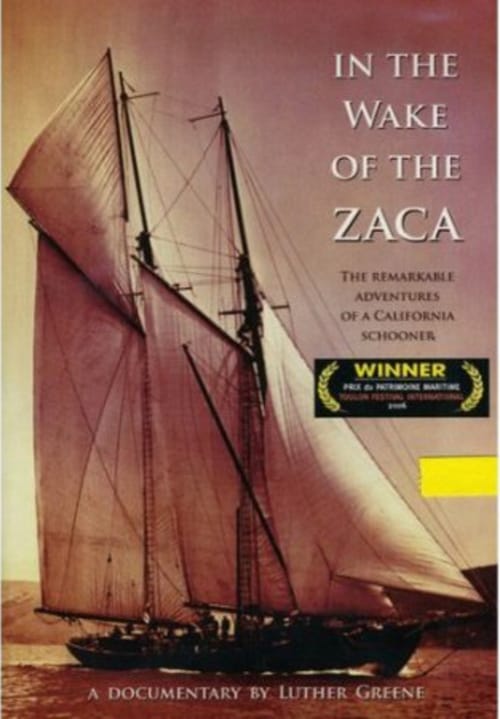 IN THE
WAKE
OF THE
ZACA
THE REMARKABLE
ADVENTURES
OF A CALIFORNIA
SCHOONER
WINNER
PRIX du PATRIMOINE MARITIME
TOULON FESTIVAL INTERNATIONAL
2006
A DOCUMENTARY BY LUTHER GREENE